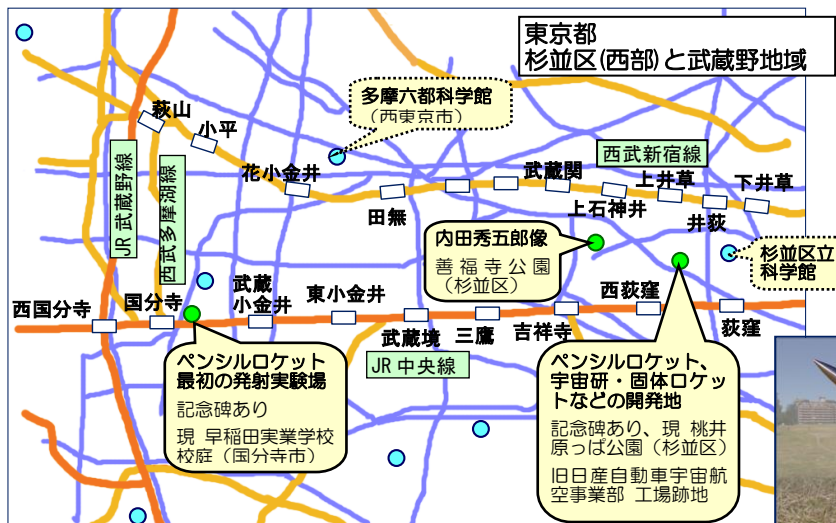 東京都
杉並区(西部)と武蔵野地域
多摩六都科学館
(西東京市)
萩山
小平
花小金井
田無
武蔵関
西武新宿線
上石神井
上井草
井荻
下井草
JR 武蔵野線
西武多摩湖線
内田秀五郎像
善福寺公園
(杉並区)
杉並区立
科学館
西国分寺
国分寺
武蔵
小金井
東小金井
武蔵境
三鷹
吉祥寺
西荻窪
荻窪
JR 中央線
ペンシルロケット
最初の発射実験場
記念碑あり
現 早稲田実業学校
校庭（国分寺市）
ペンシルロケット、
宇宙研・固体ロケッ
トなどの開発地
記念碑あり、現 桃井
原っぱ公園（杉並区）
旧日産自動車宇宙航
空事業部 工場跡地